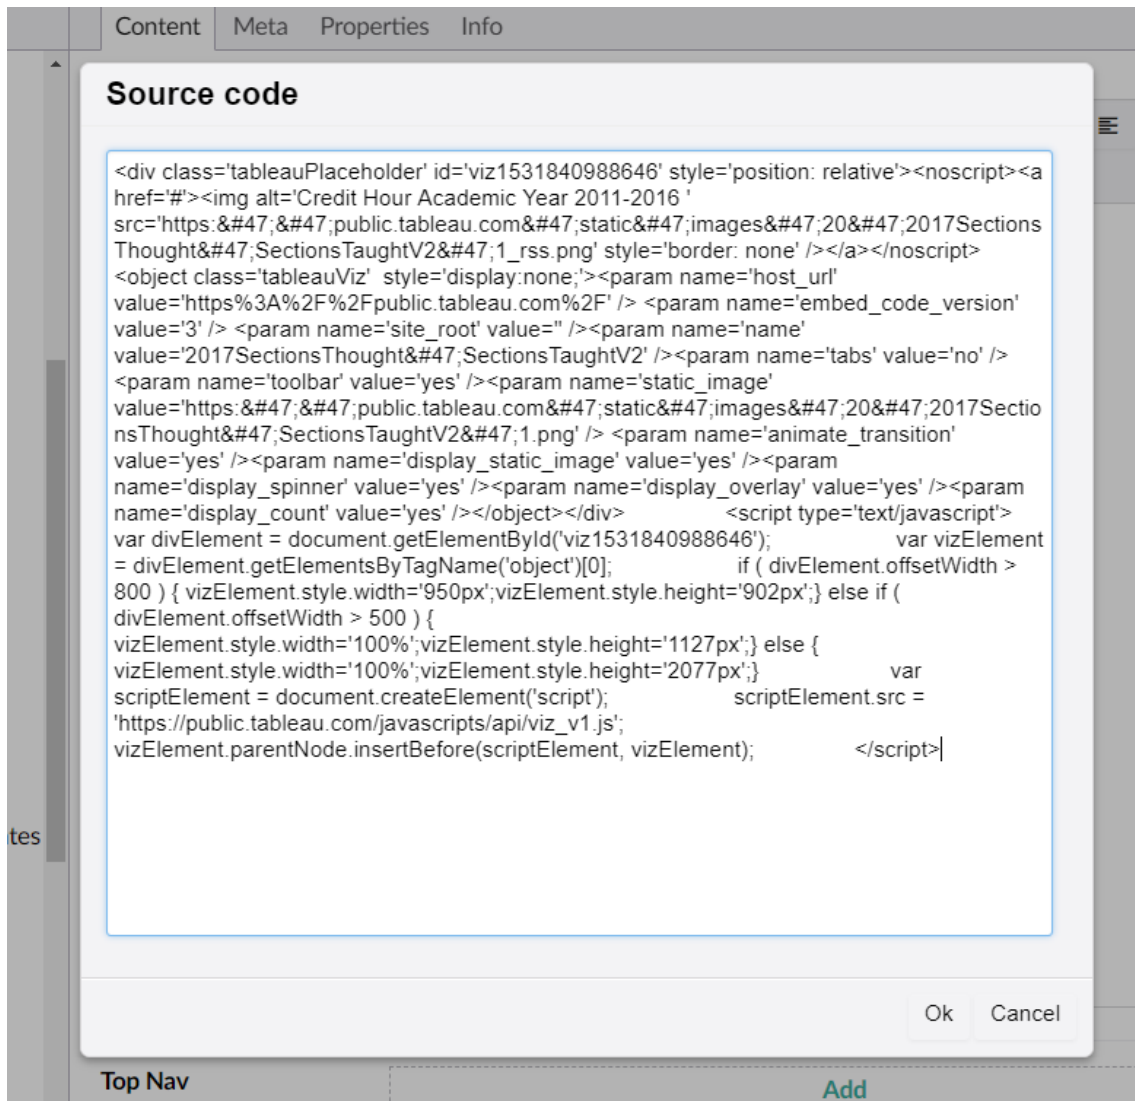 Content Meta Properties Info
Source code
<div class='tableauPlaceholder' id='viz1531840988646' style='position: relative'><noscript><a
href='#'><img alt='Credit Hour Academic Year 2011-2016 '
src='https:&#47;&#47;public.tableau.com&#47;static&#47;images&#47;20&#47;2017Sections
Thought&#47;SectionsTaughtV2&#47;1_rss.png' style='border: none' /></a></noscript>
<object class='tableauViz'  style='display:none;'><param name='host_url'
value='https%3A%2F%2Fpublic.tableau.com%2F' /> <param name='embed_code_version'
value='3' /> <param name='site_root' value='' /><param name='name'
value='2017SectionsThought&#47;SectionsTaughtV2' /><param name='tabs' value='no' />
<param name='toolbar' value='yes' /><param name='static_image'
value='https:&#47;&#47;public.tableau.com&#47;static&#47;images&#47;20&#47;2017Sectio
nsThought&#47;SectionsTaughtV2&#47;1.png' /> <param name='animate_transition'
value='yes' /><param name='display_static_image' value='yes' /><param
name='display_spinner' value='yes' /><param name='display_overlay' value='yes' /><param
name='display_count' value='yes' /></object></div>                <script type='text/javascript'>
var divElement = document.getElementById('viz1531840988646');                    var vizElement
= divElement.getElementsByTagName('object')[0];                    if ( divElement.offsetWidth >
800 ) { vizElement.style.width='950px';vizElement.style.height='902px';} else if (
divElement.offsetWidth > 500 ) {
vizElement.style.width='100%';vizElement.style.height='1127px';} else {
vizElement.style.width='100%';vizElement.style.height='2077px';}                     var
scriptElement = document.createElement('script');                    scriptElement.src =
'https://public.tableau.com/javascripts/api/viz_v1.js';
vizElement.parentNode.insertBefore(scriptElement, vizElement);                </script>
tes
Ok Cancel
Top Nav
Add